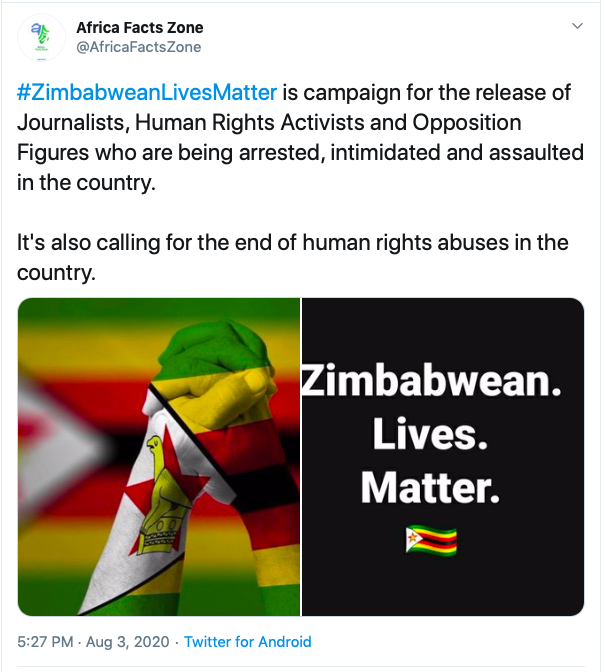 Africa Facts Zone
@AfricaFactsZone
#ZimbabweanLivesMatter is campaign for the release of
Journalists, Human Rights Activists and Opposition
Figures who are being arrested, intimidated and assaulted
in the country.
It's also calling for the end of human rights abuses in the
country.
Zimbabwean.
Lives.
Matter.
5:27 PM · Aug 3, 2020 · Twitter for Android